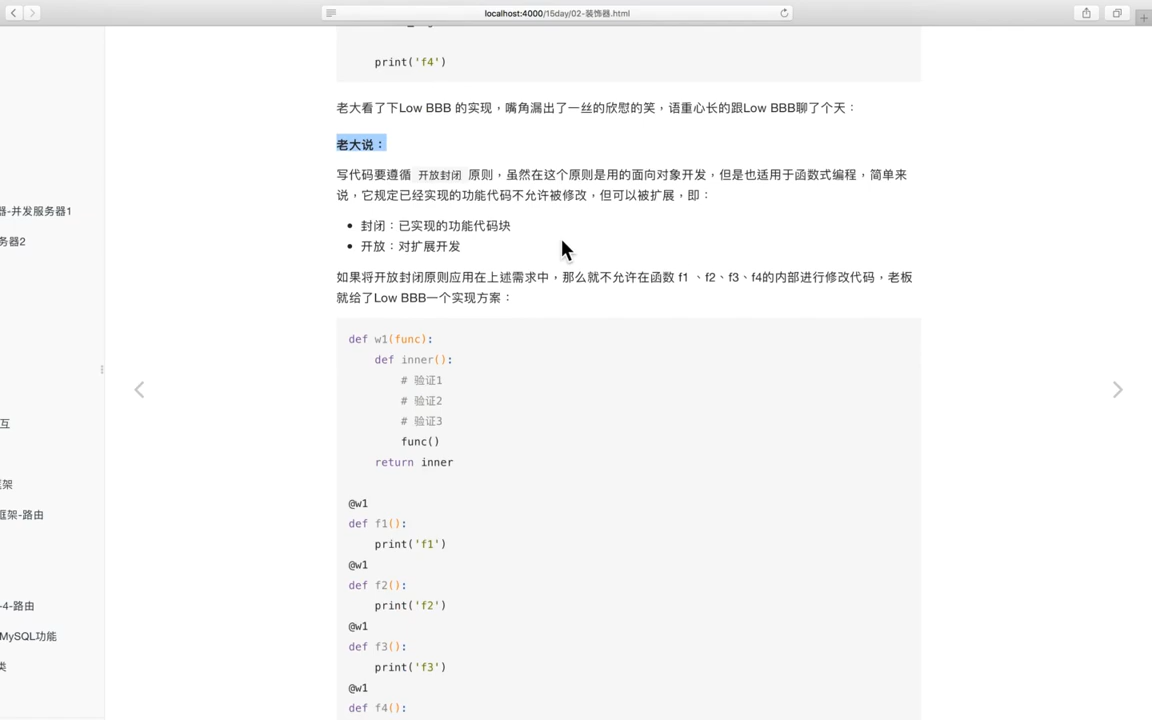 localhost:4000/15day/02-装饰器.html
print('f4')
老大看了下Low BBB 的实现，嘴角漏出了一丝的欣慰的笑，语重心长的跟Low BBB聊了个天：
老大说：
写代码要遵循 开放封闭 原则，虽然在这个原则是用的面向对象开发，但是也适用于函数式编程，简单来
说，它规定已经实现的功能代码不允许被修改，但可以被扩展，即：
• 封闭：已实现的功能代码块
• 开放：对扩展开发
如果将开放封闭原则应用在上述需求中，那么就不允许在函数 f1 、f2、f3、f4的内部进行修改代码，老板
就给了Low BBB一个实现方案：
def w1(func):
    def inner():
        # 验证1
        # 验证2
        # 验证3
        func()
    return inner
@w1
def f1():
    print('f1')
@w1
def f2():
    print('f2')
@w1
def f3():
    print('f3')
@w1
def f4():
器-并发服务器1
务器2
互
框架
框架-路由
-4-路由
MySQL功能
类